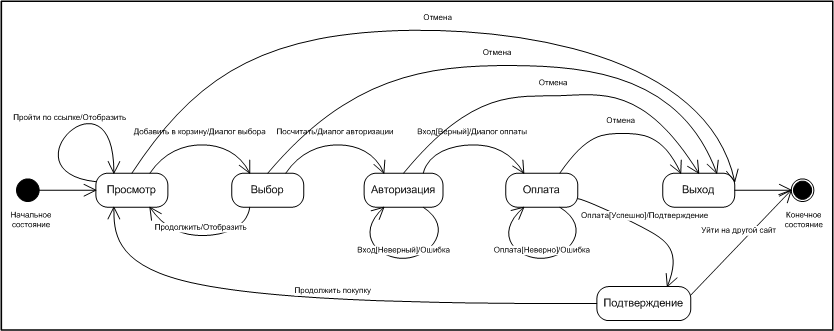 Отмена
Отмена
Отмена
Пройти по ссылке/Отобразить
Добавить в корзину/Диалог выбора
Посчитать/Диалог авторизации
Вход[Верный]/Диалог оплаты
Отмена
Просмотр
Выбор
Авторизация
Оплата
Выход
Начальное
состояние
Конечное
состояние
Оплата[Успешно]/Подтверждение
Продолжить/Отобразить
Уйти на другой сайт
Вход[Неверный]/Ошибка
Оплата[Неверно]/Ошибка
Продолжить покупку
Подтверждение